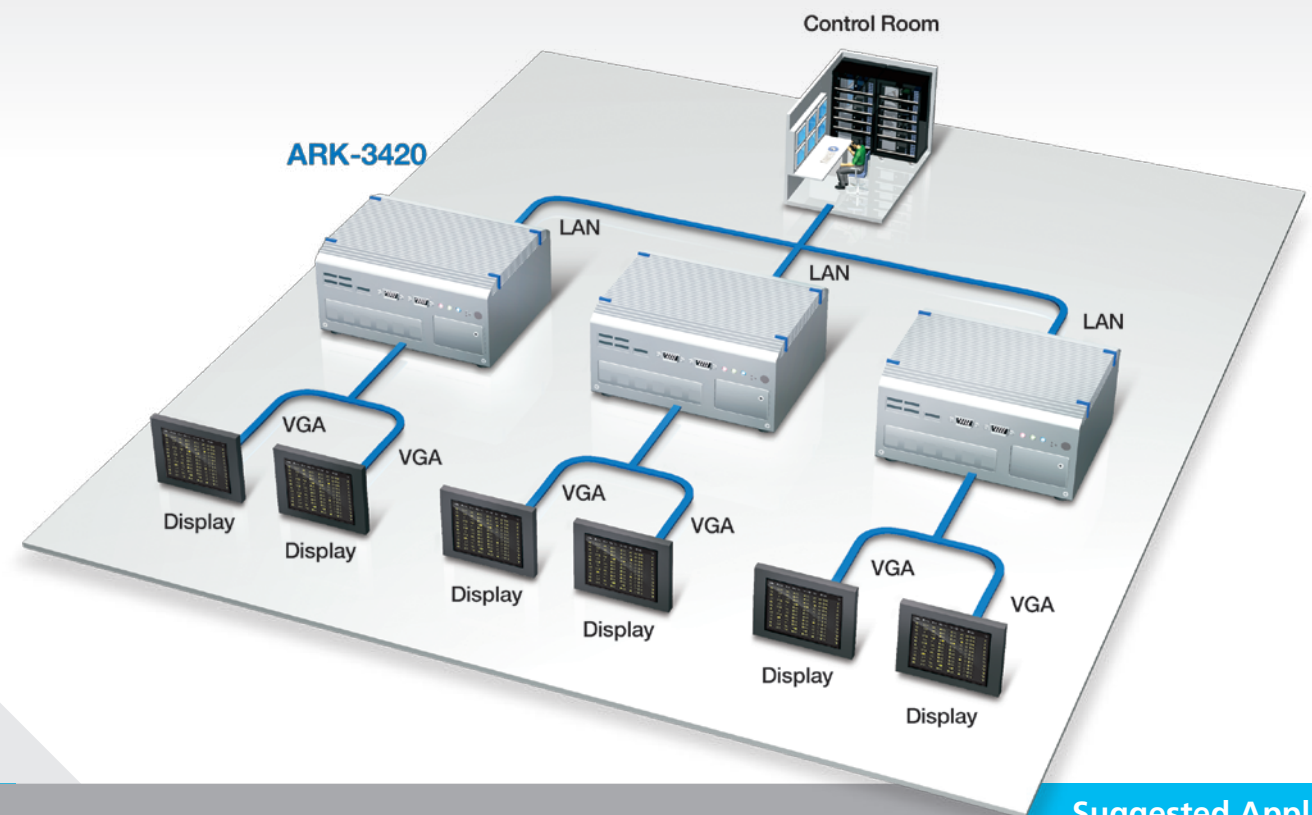 Control Room
ARK-3420
LAN
LAN
LAN
VGA
VGA
Display
Display
VGA
VGA
Display
Display
VGA
VGA
Display
Display
Suggested